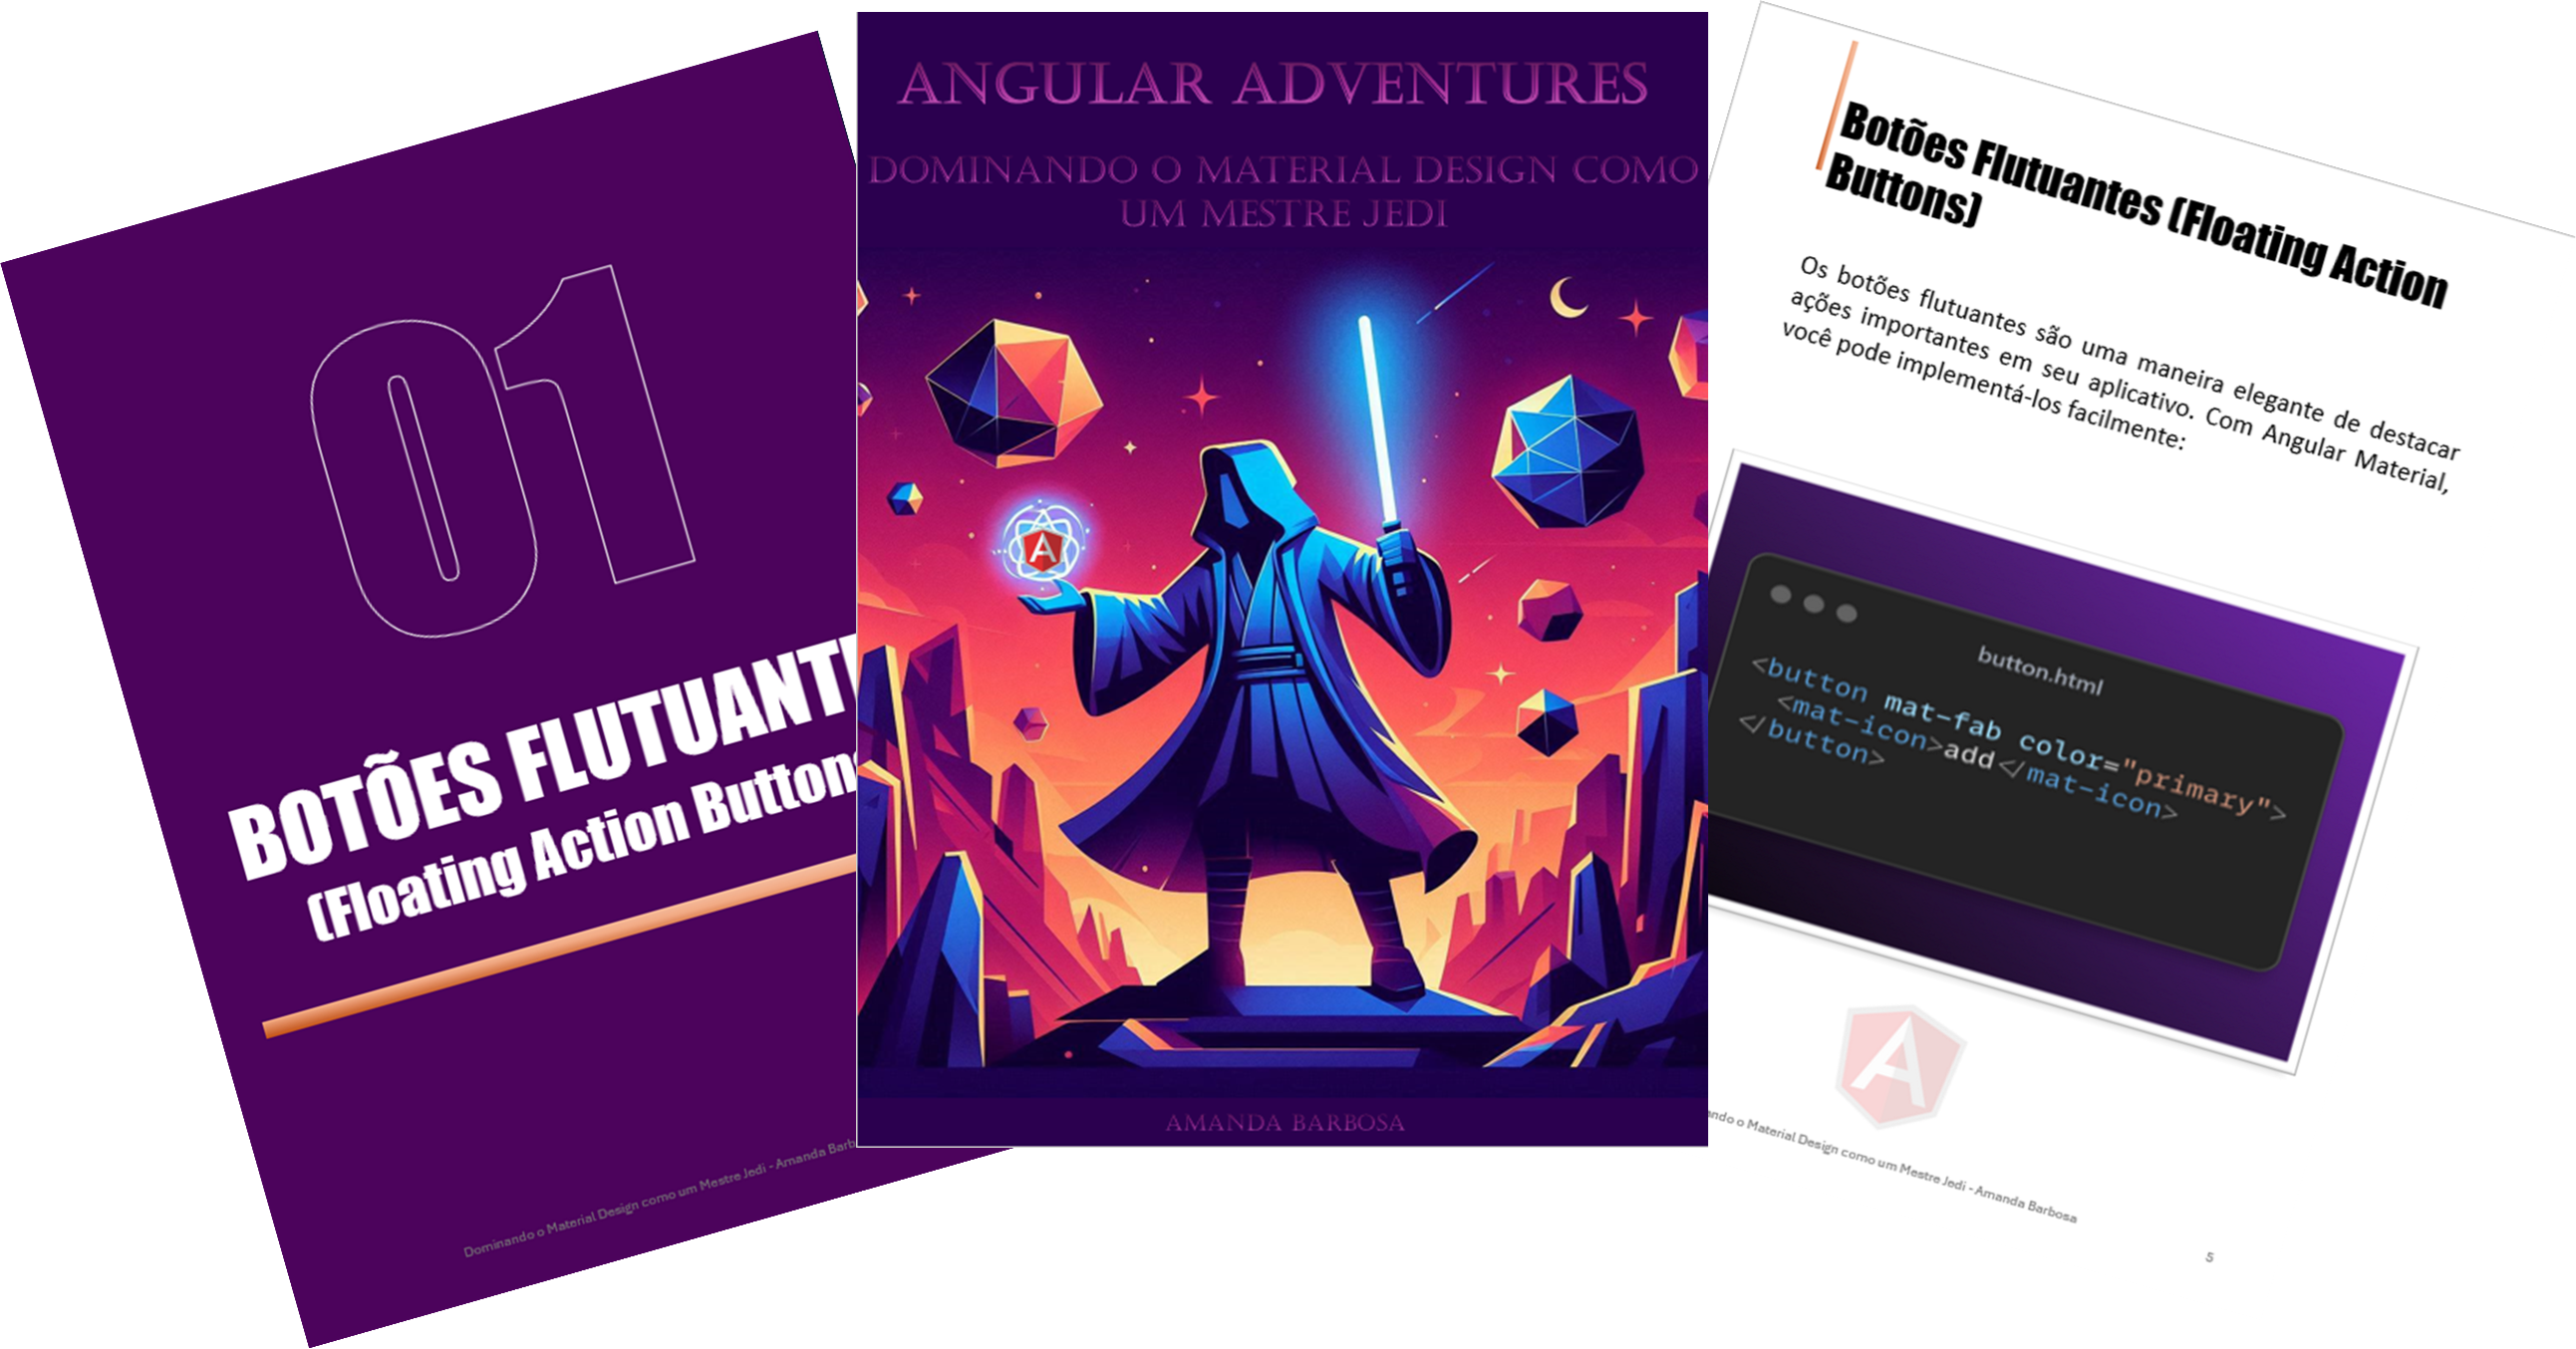 01
BOTÕES FLUTUANT
(Floating Action Buttons
Dominando o Material Design como um Mestre Jedi - Amanda Barb
ANGULAR ADVENTURES
DOMINANDO O MATERIAL DESIGN COMO
UM MESTRE JEDI
A
AMANDA BARBOSA
Botões Flutuantes (Floating Action
Buttons)
Os botões flutuantes são uma maneira elegante de destacar
ações importantes em seu aplicativo. Com Angular Material,
você pode implementá-los facilmente:
button.html
<button mat-fab color="primary">
<mat-icon>add</mat-icon>
</button>
A
ando o Material Design como um Mestre Jedi - Amanda Barbosa
5